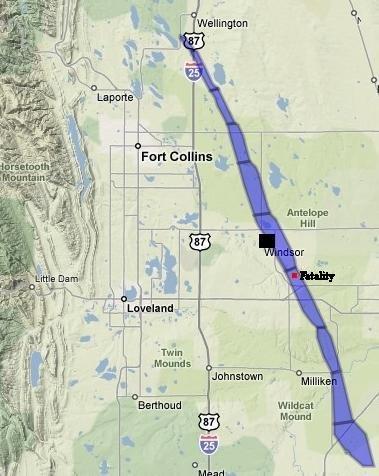 Wellington
87
25
Laporte
Fort Collins
Horsetooth
Mountain
Antelope
Hill
87
Windsor
Fatality
Little Dam
Loveland
Twin
Mounds
Johnstown
Milliken
Berthoud
Wildcat
Mound
87
25
Mead